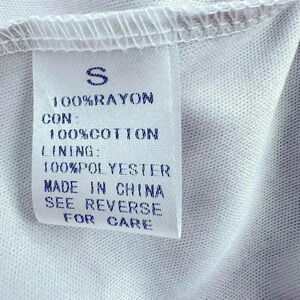 S
100%RAYON
CON:
100%COTTON
LINING:
100%POLYESTER
MADE IN CHINA
SEE REVERSE
FOR CARE